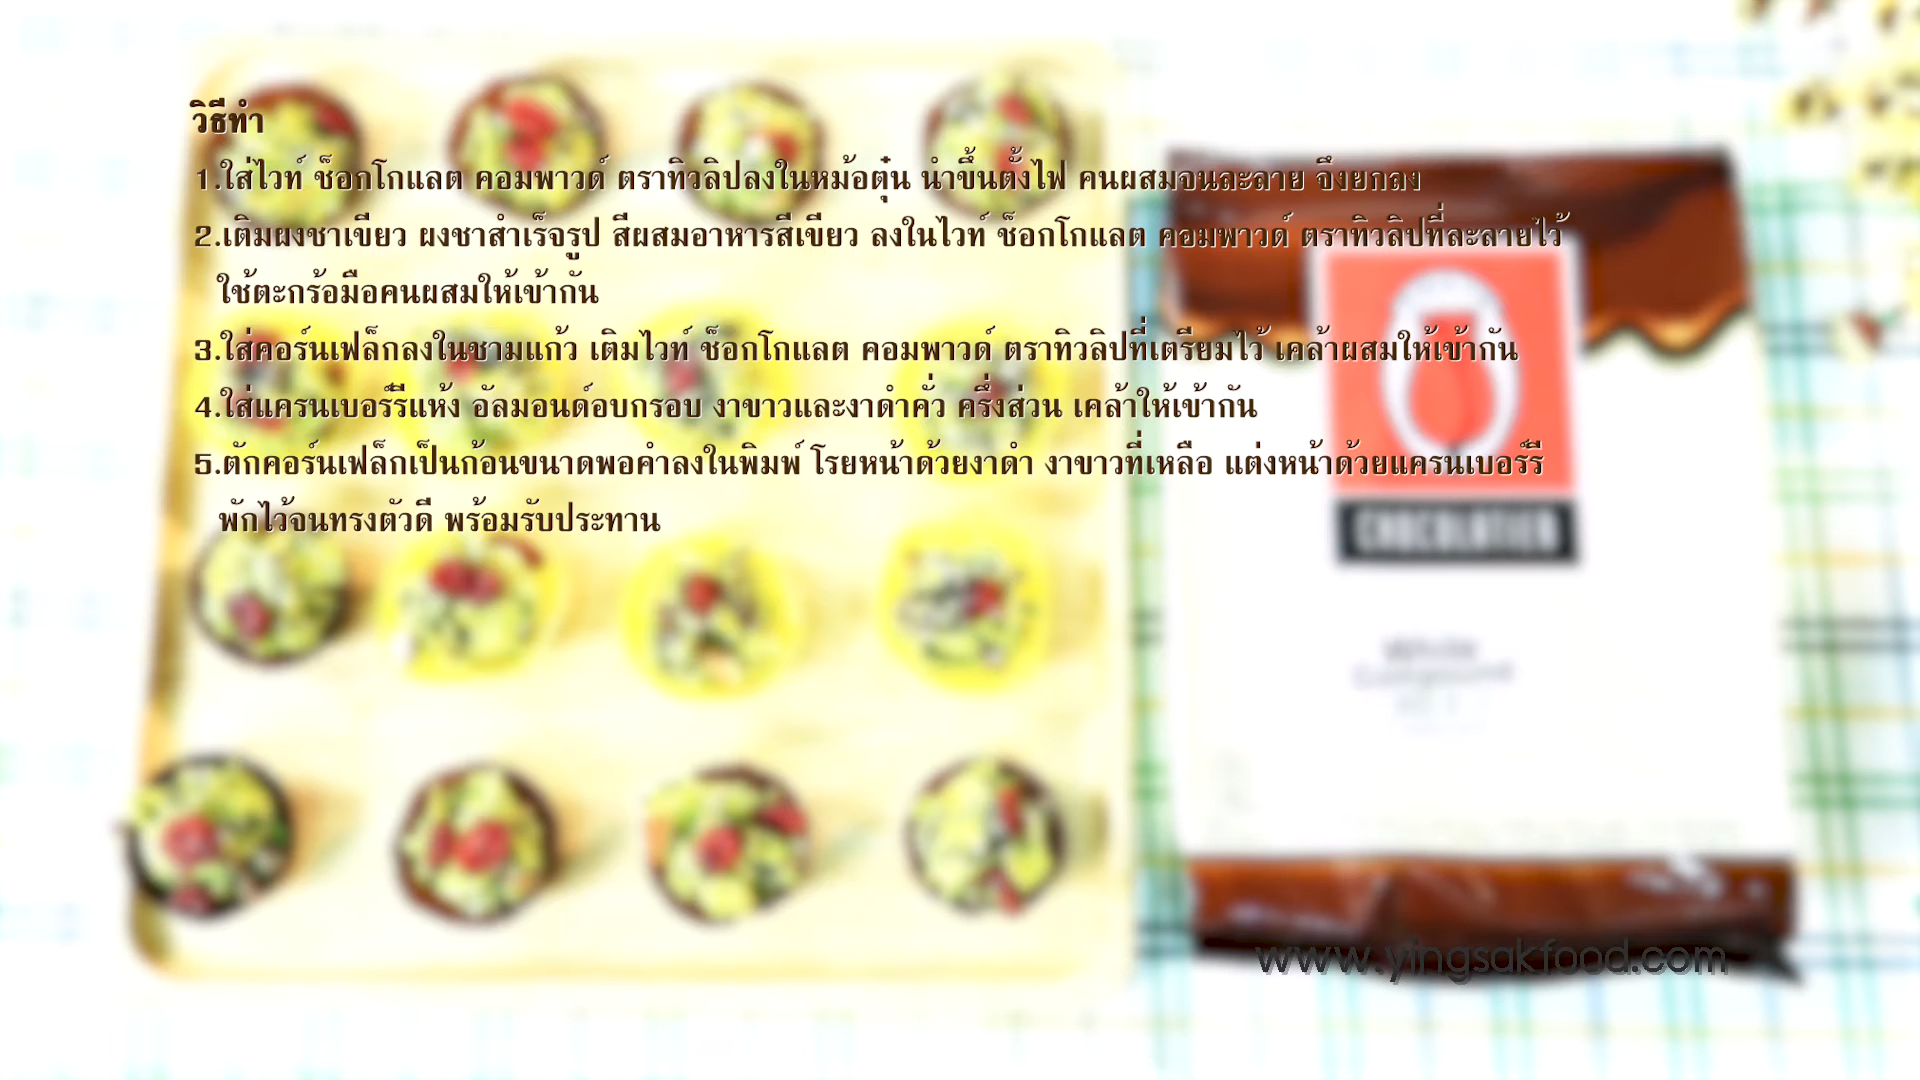 วิธีทำ
1.ใส่ไวท์ ช็อกโกแลต คอมพาวด์ ตราทิวลิปลงในหม้อตุ๋น นำขึ้นตั้งไฟ คนผสมจนละลาย จึงยกลง
2.เติมผงชาเขียว ผงชาสำเร็จรูป สีผสมอาหารสีเขียว ลงในไวท์ ช็อกโกแลต คอมพาวด์ ตราทิวลิปที่ละลายไว้
ใช้ตะกร้อมือคนผสมให้เข้ากัน
3.ใส่คอร์นเฟล็กลงในชามแก้ว เติมไวท์ ช็อกโกแลต คอมพาวด์ ตราทิวลิปที่เตรียมไว้ เคล้าผสมให้เข้ากัน
4.ใส่แครนเบอร์รีแห้ง อัลมอนด์อบกรอบ งาขาวและงาดำคั่ว ครึ่งส่วน เคล้าให้เข้ากัน
5.ตักคอร์นเฟล็กเป็นก้อนขนาดพอคำลงในพิมพ์ โรยหน้าด้วยงาดำ งาขาวที่เหลือ แต่งหน้าด้วยแครนเบอร์รี
พักไว้จนทรงตัวดี พร้อมรับประทาน
CHOCOLATIER
White
Compound
www.yingsakfood.com